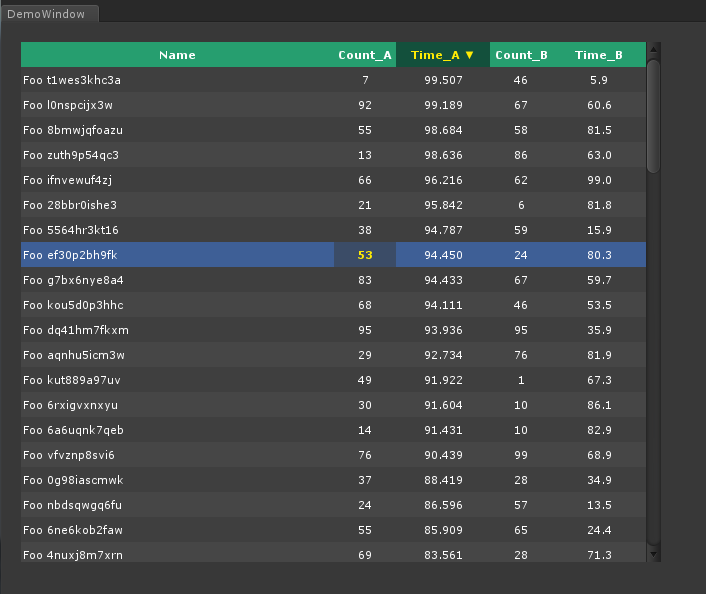 DemoWindow
Name Count_A Time_A ▼ Count_B Time_B
Foo t1wes3khc3a 7 99.507 46 5.9
Foo l0nspcijx3w 92 99.189 67 60.6
Foo 8bmwjqfoazu 55 98.684 58 81.5
Foo zuth9p54qc3 13 98.636 86 63.0
Foo ifnvewuf4zj 66 96.216 62 99.0
Foo 28bbr0ishe3 21 95.842 6 81.8
Foo 5564hr3kt16 38 94.787 59 15.9
Foo ef30p2bh9fk 53 94.450 24 80.3
Foo g7bx6nye8a4 83 94.433 67 59.7
Foo kou5d0p3hhc 68 94.111 46 53.5
Foo dq41hm7fkxm 95 93.936 95 35.9
Foo aqnhu5icm3w 29 92.734 76 81.9
Foo kut889a97uv 49 91.922 1 67.3
Foo 6rxigvxnxyu 30 91.604 10 86.1
Foo 6a6uqnk7qeb 14 91.431 10 82.9
Foo vfvznp8svi6 76 90.439 99 68.9
Foo 0g98iascmwk 37 88.419 28 34.9
Foo nbdsqwgq6fu 24 86.596 57 13.5
Foo 6ne6kob2faw 55 85.909 65 24.4
Foo 4nuxj8m7xrn 69 83.561 28 71.3